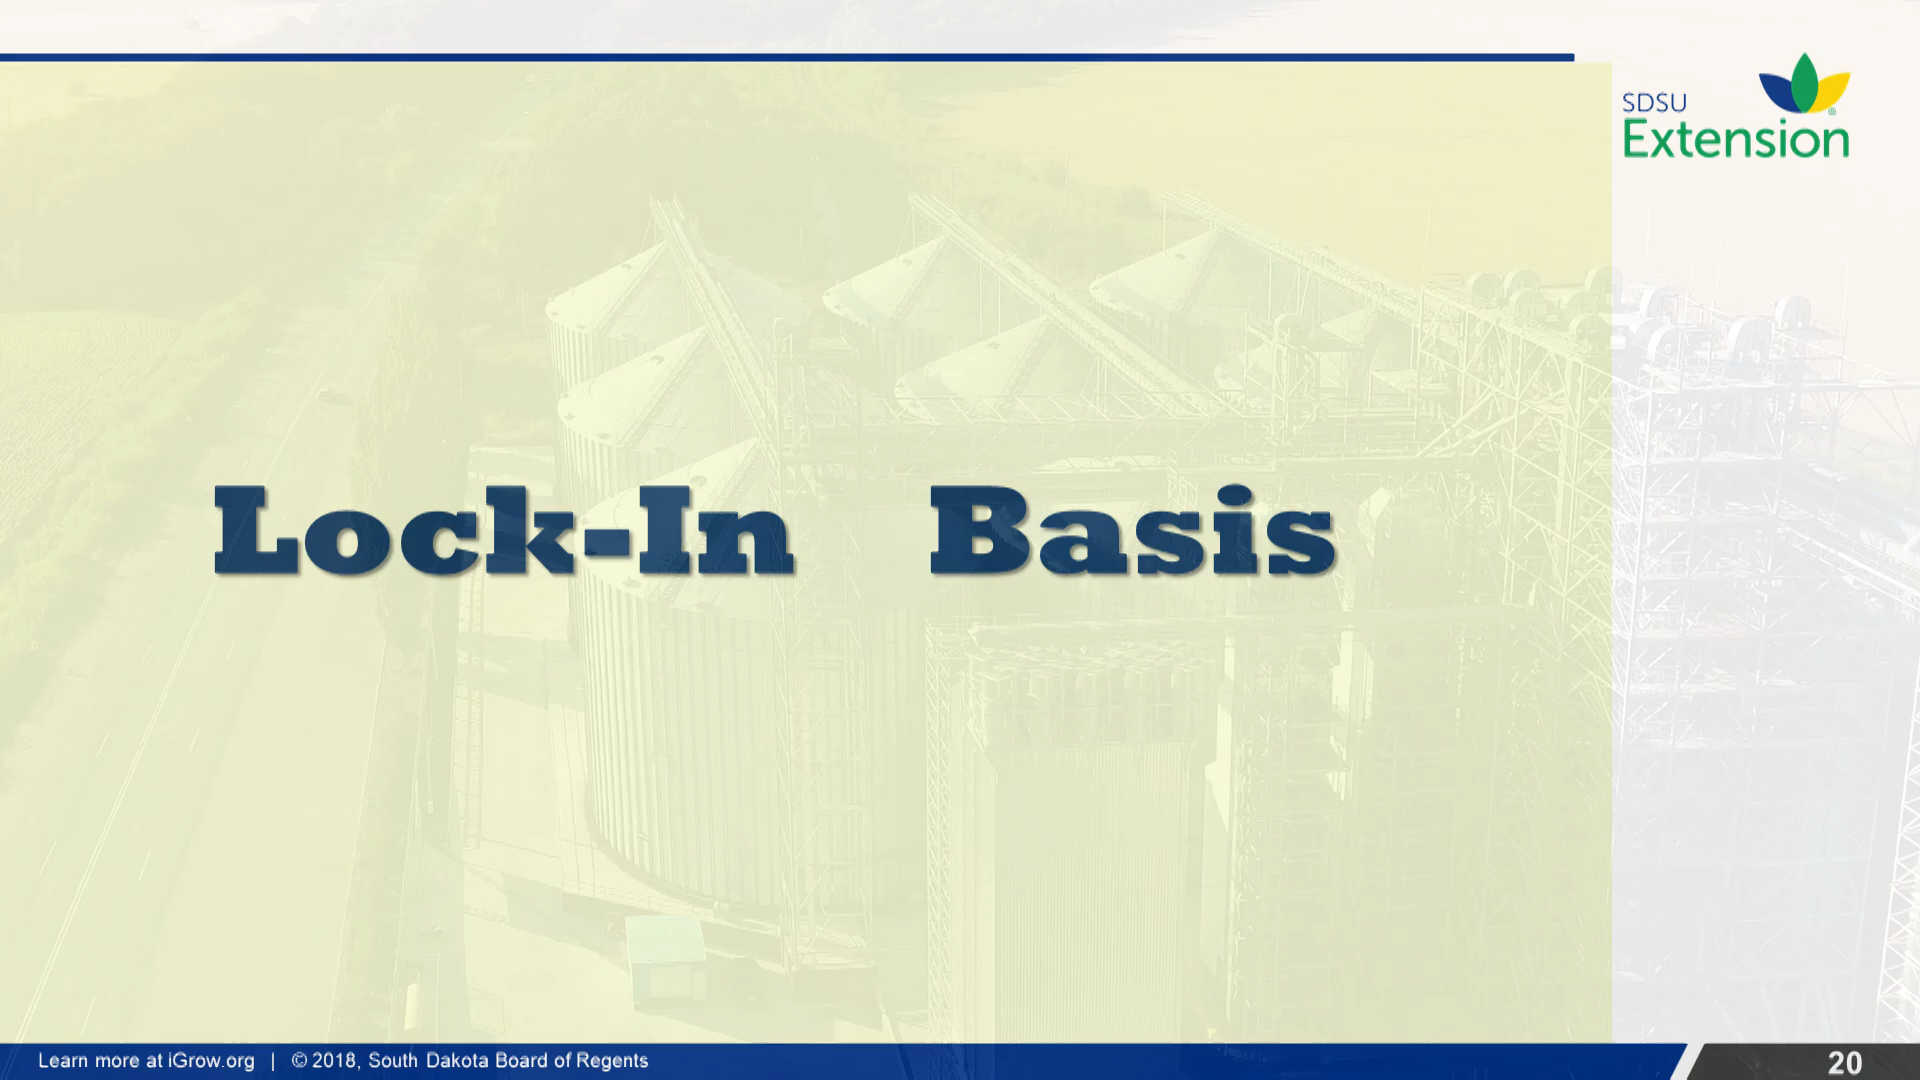 SDSU
Extension
Lock-In Basis
Learn more at iGrow.org | © 2018, South Dakota Board of Regents
20